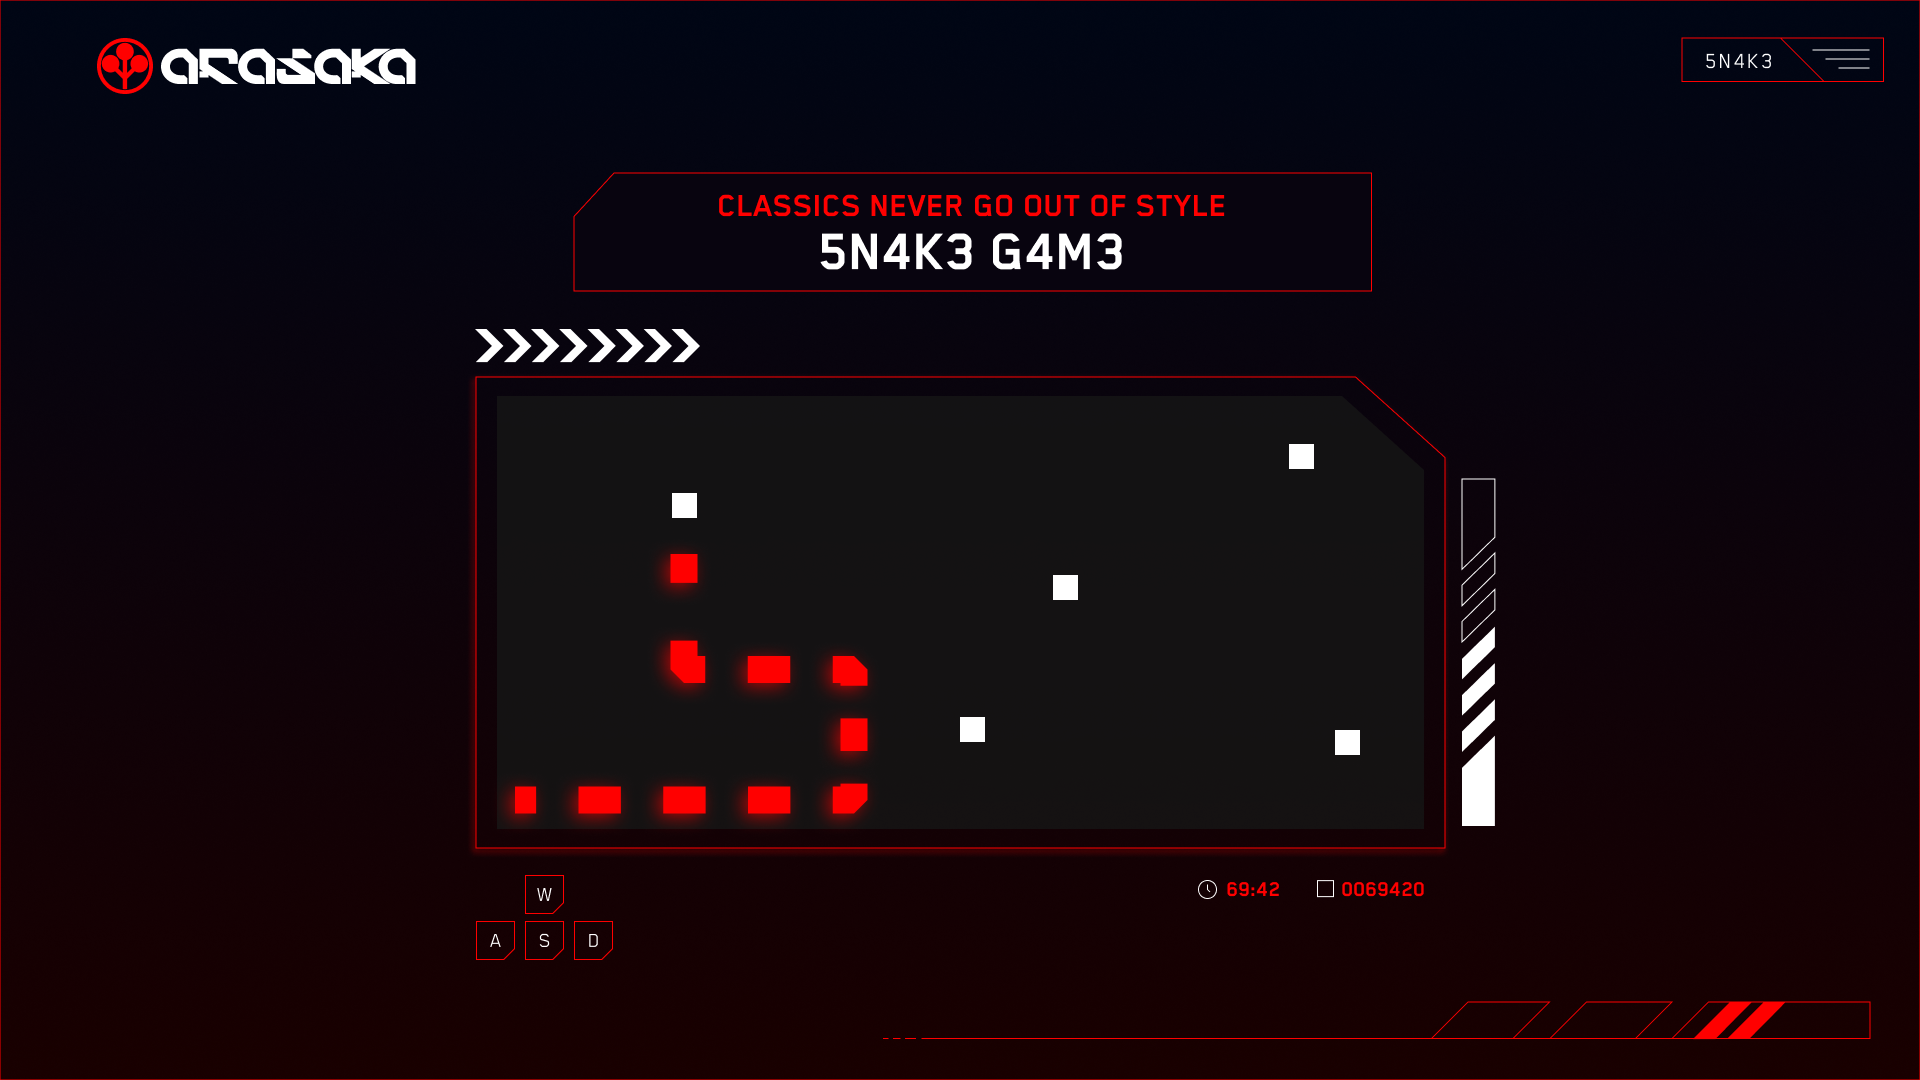 arasaka
5N4K3
CLASSICS NEVER GO OUT OF STYLE
5N4K3 G4M3
69:42
0069420
W
A
S
D